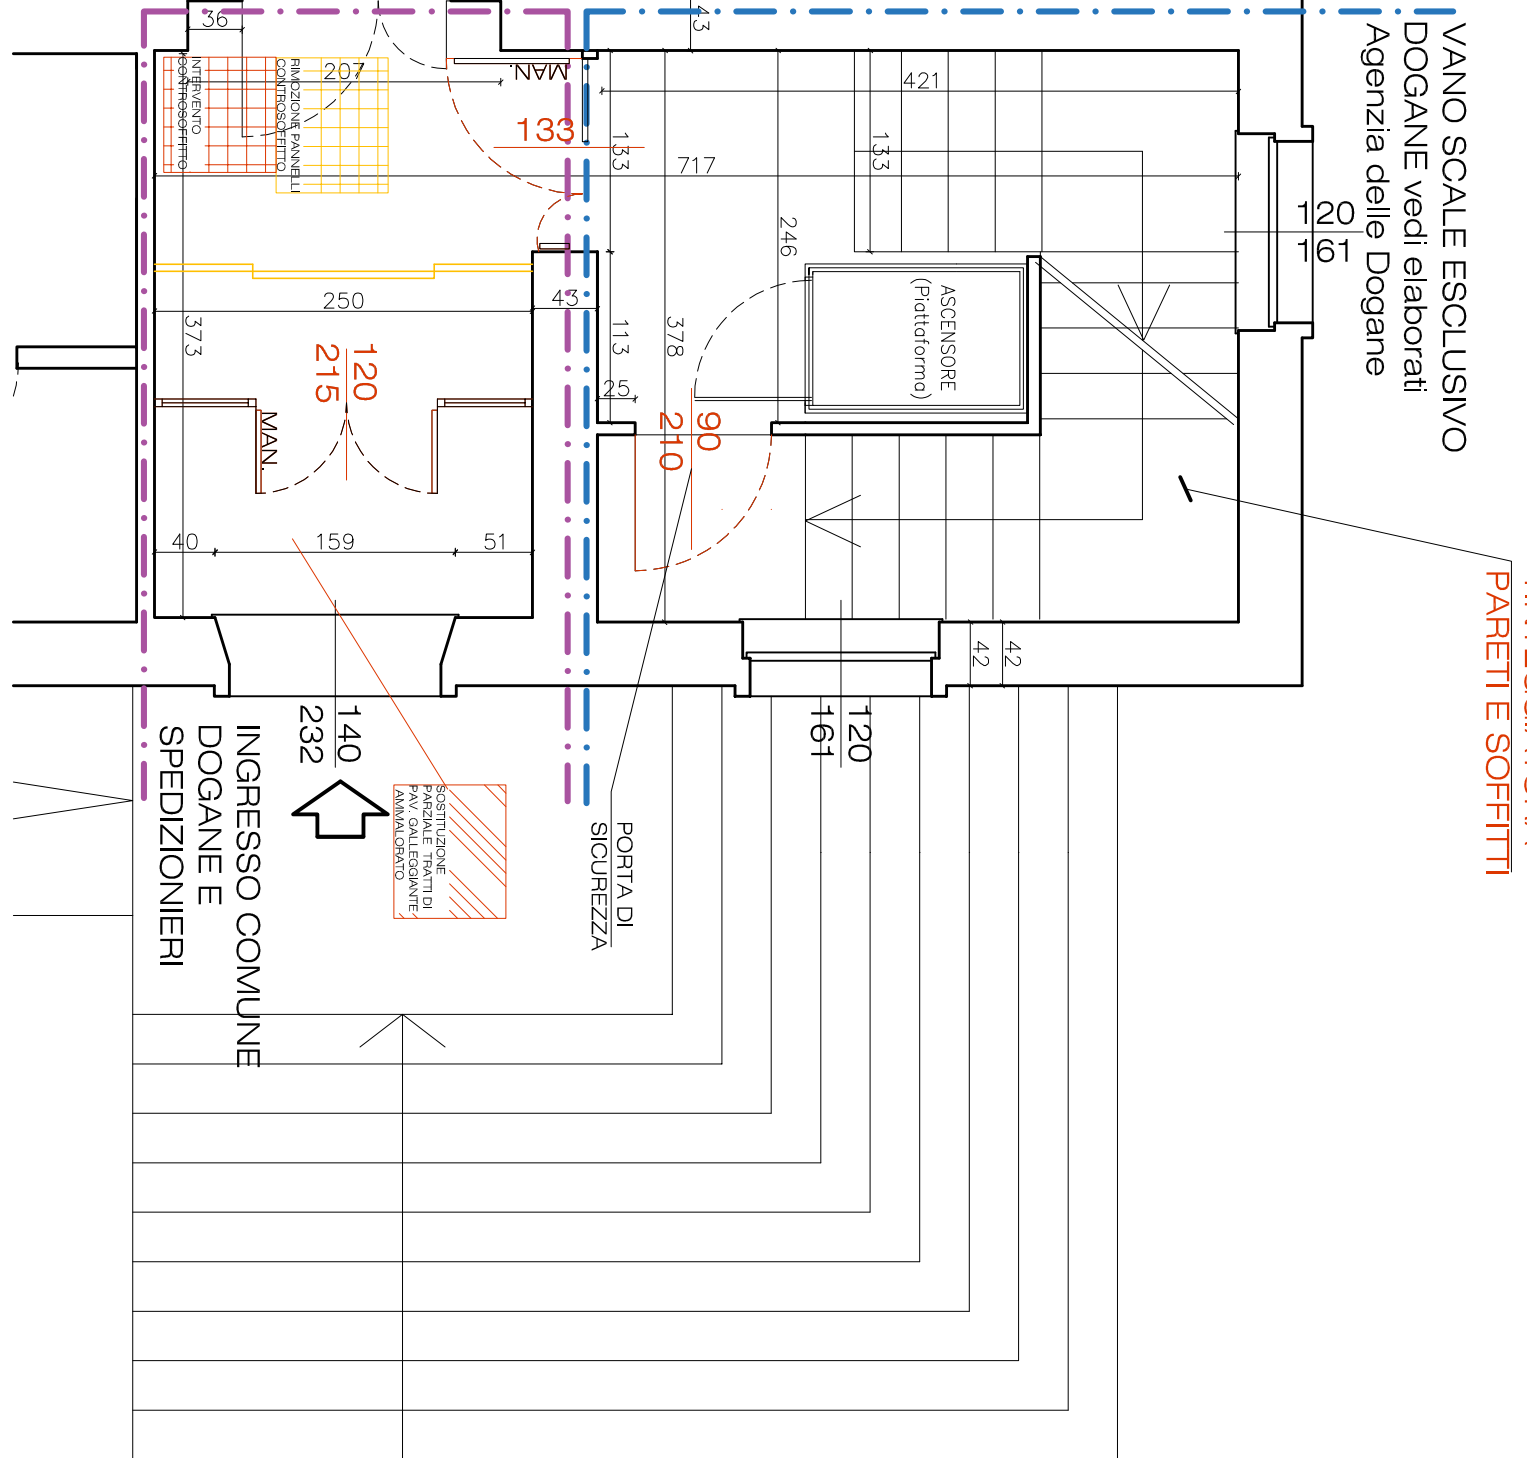 VANO SCALE ESCLUSIVO
DOGANE vedi elaborati
Agenzia delle Dogane
PARETI E SOFFITTI
120
161
43
36
207
MAN.
INTERVENTO
CONTROSOFFITTO
RIMOZIONE PANNELLI
CONTROSOFFITTO
133
133
421
717
133
246
ASCENSORE
(Piattaforma)
250
43
373
113
378
25
120
215
MAN.
90
210
40
159
51
42
42
140
232
120
161
INGRESSO COMUNE
DOGANE E
SPEDIZIONIERI
SOSTITUZIONE
PARZIALE TRATTI DI
PAV. GALLEGGIANTE
AMMALORATO
PORTA DI
SICUREZZA